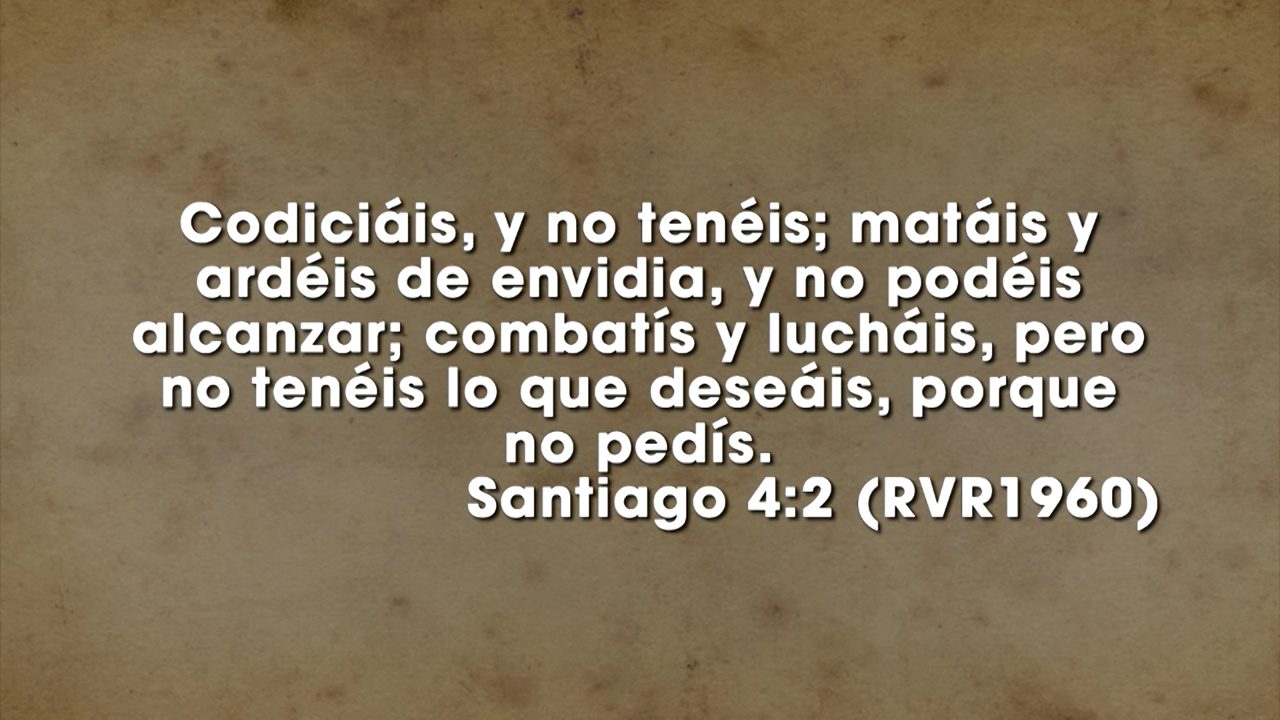 Codiciáis, y no tenéis; matáis y
ardéis de envidia, y no podéis
alcanzar; combatís y lucháis, pero
no tenéis lo que deseáis, porque
no pedís.
Santiago 4:2 (RVR1960)